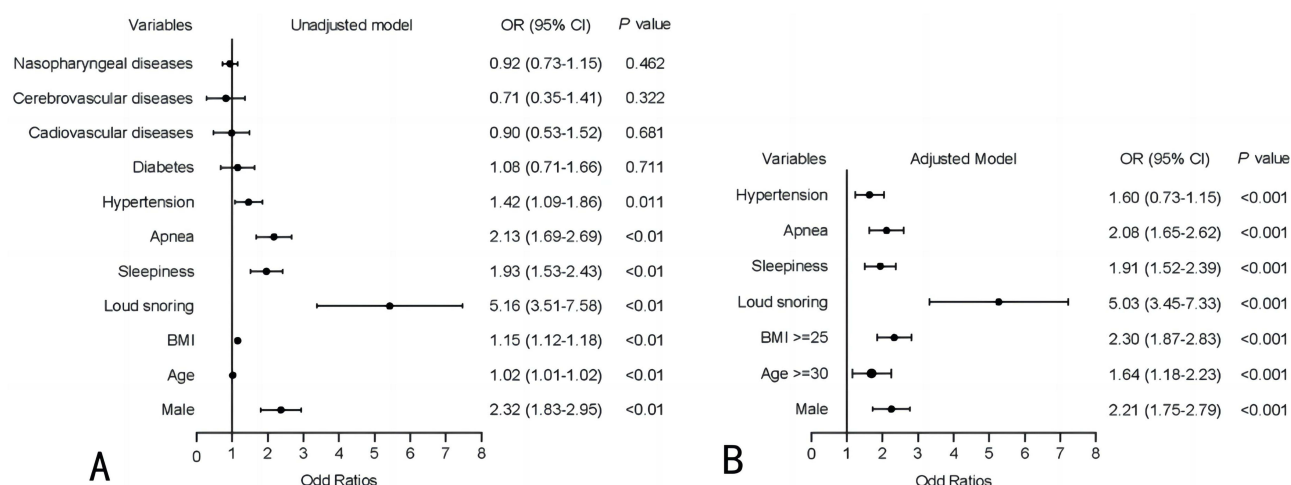 Variables Unadjusted model OR (95% CI) P value
Nasopharyngeal diseases 0.92 (0.73-1.15) 0.462
Cerebrovascular diseases 0.71 (0.35-1.41) 0.322
Cadiovascular diseases 0.90 (0.53-1.52) 0.681
Diabetes 1.08 (0.71-1.66) 0.711
Hypertension 1.42 (1.09-1.86) 0.011
Apnea 2.13 (1.69-2.69) <0.01
Sleepiness 1.93 (1.53-2.43) <0.01
Loud snoring 5.16 (3.51-7.58) <0.01
BMI 1.15 (1.12-1.18) <0.01
Age 1.02 (1.01-1.02) <0.01
Male 2.32 (1.83-2.95) <0.01
0 1 2 3 4 5 6 7 8
Odd Ratios
A
Variables Adjusted Model OR (95% CI) P value
Hypertension 1.60 (0.73-1.15) <0.001
Apnea 2.08 (1.65-2.62) <0.001
Sleepiness 1.91 (1.52-2.39) <0.001
Loud snoring 5.03 (3.45-7.33) <0.001
BMI >=25 2.30 (1.87-2.83) <0.001
Age >=30 1.64 (1.18-2.23) <0.001
Male 2.21 (1.75-2.79) <0.001
0 1 2 3 4 5 6 7 8
Odd Ratios
B